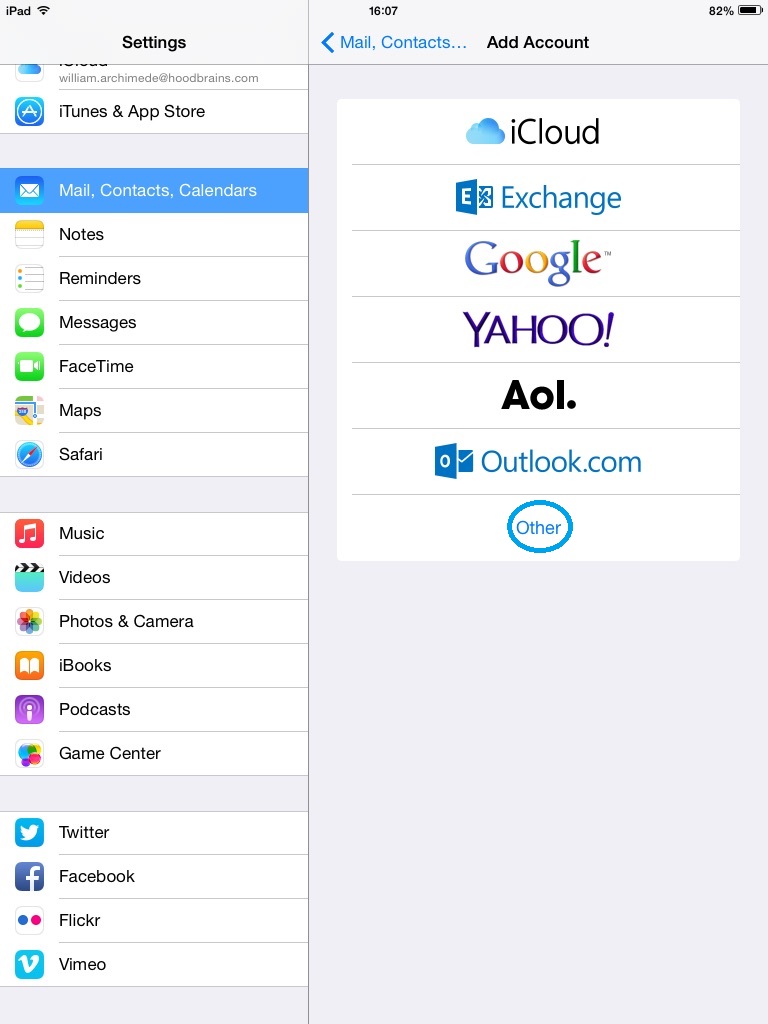 iPad
16:07
82%
Settings
Mail, Contacts...
Add Account
iCloud
william.archimede@hoodbrains.com
iTunes & App Store
Mail, Contacts, Calendars
Notes
Reminders
Messages
FaceTime
Maps
Safari
Music
Videos
Photos & Camera
iBooks
Podcasts
Game Center
Twitter
Facebook
Flickr
Vimeo
iCloud
E Exchange
Google™
YAHOO!
Aol.
O Outlook.com
Other